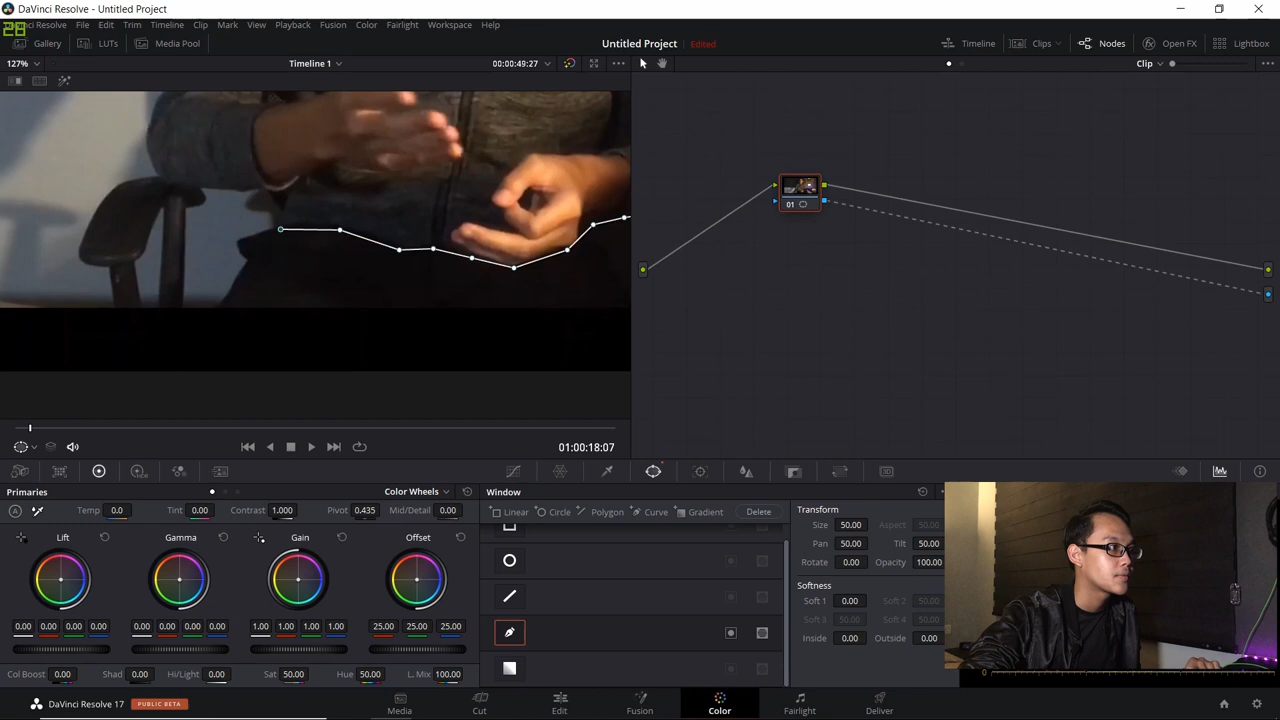 DaVinci Resolve - Untitled Project
28
DaVinci Resolve File Edit Trim Timeline Clip Mark View Playback Fusion Color Fairlight Workspace Help
Gallery LUTs Media Pool Untitled Project Edited Timeline Clips Nodes Open FX Lightbox
127% Timeline 1 00:00:49:27 Clip
01
01:00:18:07
Primaries Color Wheels Window
Temp 0.0 Tint 0.00 Contrast 1.000 Pivot 0.435 Mid/Detail 0.00
Linear Circle Polygon Curve Gradient Delete
Lift Gamma Gain Offset
0.00 0.00 0.00 0.00 0.00 0.00 0.00 0.00 1.00 1.00 1.00 1.00 25.00 25.00 25.00
Col Boost 0.00 Shad 0.00 Hi/Light 0.00 Sat 50.00 Hue 50.00 L. Mix 100.00
Transform
Size 50.00 Aspect 50.00
Pan 50.00 Tilt 50.00
Rotate 0.00 Opacity 100.00
Softness
Soft 1 0.00 Soft 2 50.00
Soft 3 50.00 Soft 4 50.00
Inside 0.00 Outside 0.00
0
DaVinci Resolve 17 PUBLIC BETA Media Cut Edit Fusion Color Fairlight Deliver